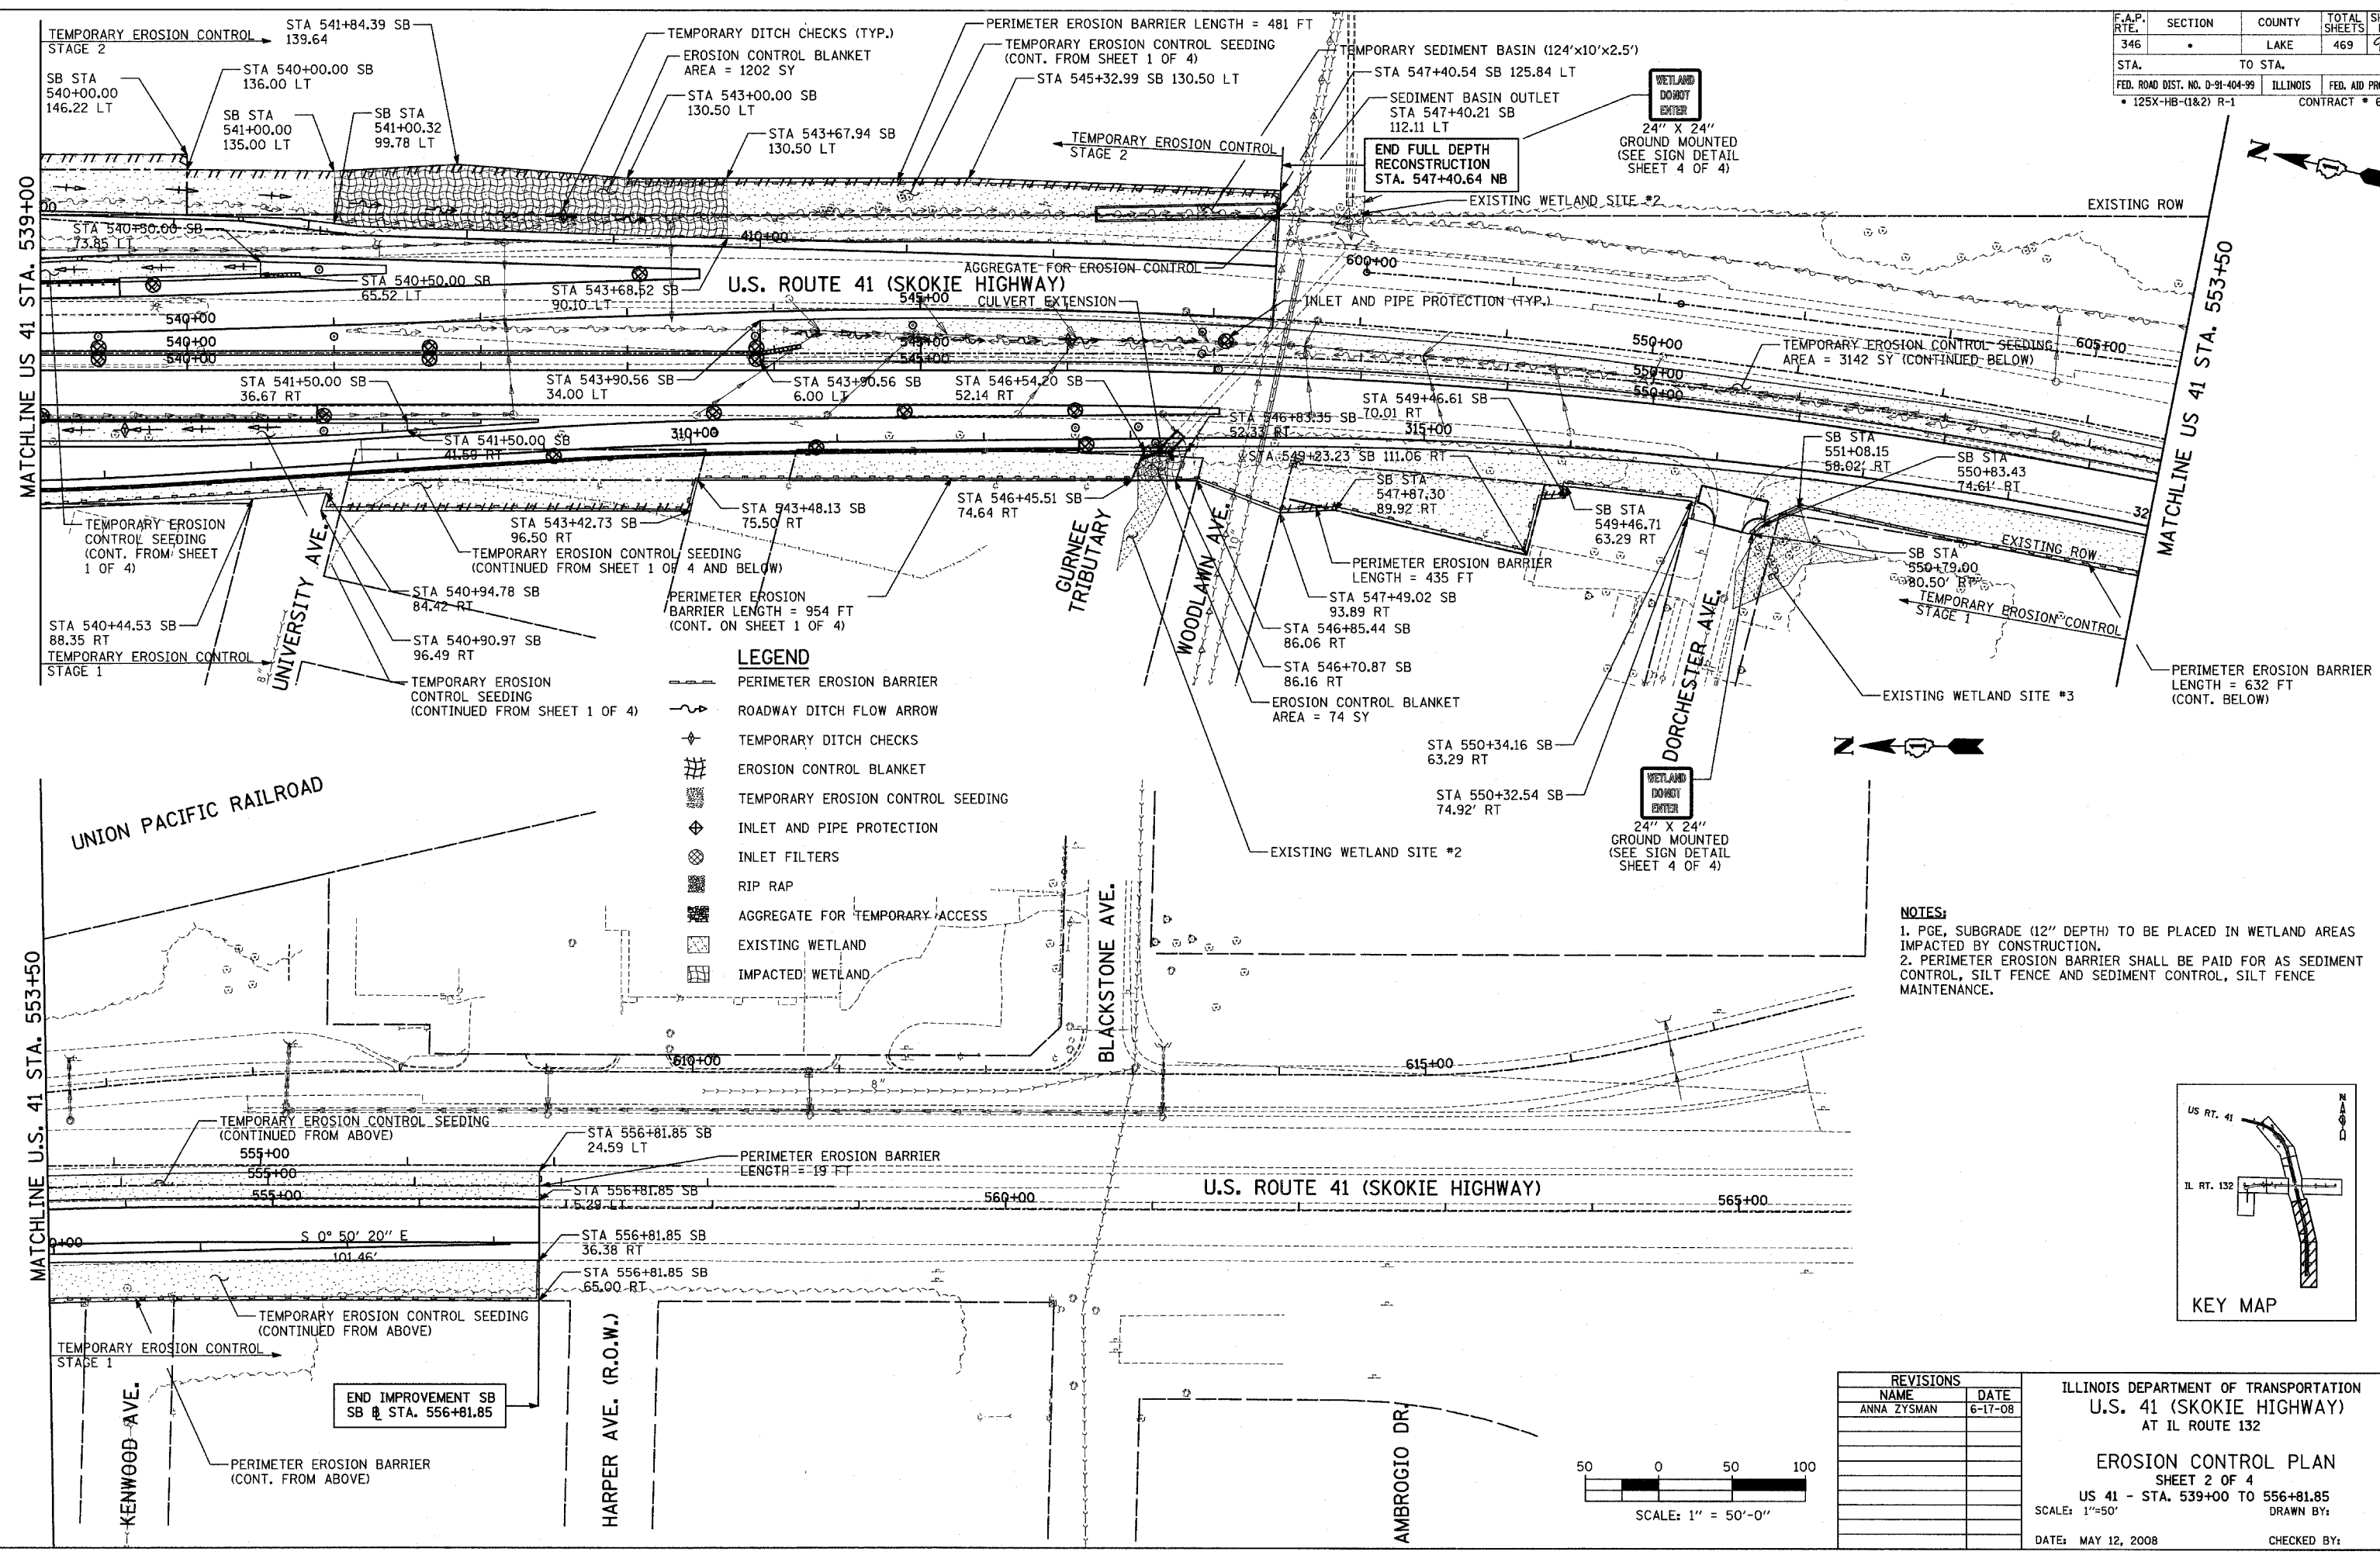 F.A.P. RTE. SECTION COUNTY TOTAL SHEETS
346 • LAKE 469
STA. TO STA.
FED. ROAD DIST. NO. D-91-404-99 ILLINOIS FED. AID
• 125X-HB-(1&2) R-1 CONTRACT #
TEMPORARY EROSION CONTROL
STAGE 2
STA 541+84.39 SB
139.64
SB STA
540+00.00
146.22 LT
STA 540+00.00 SB
136.00 LT
SB STA
541+00.00
135.00 LT
SB STA
541+00.32
99.78 LT
TEMPORARY DITCH CHECKS (TYP.)
EROSION CONTROL BLANKET
AREA = 1202 SY
STA 543+00.00 SB
130.50 LT
STA 543+67.94 SB
130.50 LT
PERIMETER EROSION BARRIER LENGTH = 481 FT
TEMPORARY EROSION CONTROL SEEDING
(CONT. FROM SHEET 1 OF 4)
STA 545+32.99 SB 130.50 LT
TEMPORARY SEDIMENT BASIN (124'x10'x2.5')
STA 547+40.54 SB 125.84 LT
SEDIMENT BASIN OUTLET
STA 547+40.21 SB
112.11 LT
TEMPORARY EROSION CONTROL
STAGE 2
END FULL DEPTH
RECONSTRUCTION
STA. 547+40.64 NB
WETLAND
DO NOT
ENTER
24" X 24"
GROUND MOUNTED
(SEE SIGN DETAIL
SHEET 4 OF 4)
EXISTING WETLAND SITE #2
EXISTING ROW
N
MATCHLINE US 41 STA. 539+00
MATCHLINE US 41 STA. 553+50
STA 540+50.00 SB
73.85 LT
STA 540+50.00 SB
65.52 LT
STA 543+68.52 SB
90.10 LT
410+00
U.S. ROUTE 41 (SKOKIE HIGHWAY)
AGGREGATE FOR EROSION CONTROL
CULVERT EXTENSION
INLET AND PIPE PROTECTION (TYP.)
600+00
605+00
540+00
540+00
540+00
545+00
545+00
545+00
550+00
550+00
550+00
TEMPORARY EROSION CONTROL SEEDING
AREA = 3142 SY (CONTINUED BELOW)
STA 541+50.00 SB
36.67 RT
STA 543+90.56 SB
34.00 LT
STA 543+90.56 SB
6.00 LT
STA 546+54.20 SB
52.14 RT
STA 546+83.35 SB
52.33 RT
STA 549+46.61 SB
70.01 RT
315+00
310+00
STA 541+50.00 SB
41.59 RT
STA 549+23.23 SB 111.06 RT
SB STA
551+08.15
58.02' RT
SB STA
550+83.43
74.61' RT
SB STA
547+87.30
89.92 RT
SB STA
549+46.71
63.29 RT
SB STA
550+79.00
80.50' RT
32
EXISTING ROW
TEMPORARY EROSION
CONTROL SEEDING
(CONT. FROM SHEET
1 OF 4)
STA 543+42.73 SB
96.50 RT
STA 543+48.13 SB
75.50 RT
STA 546+45.51 SB
74.64 RT
TEMPORARY EROSION CONTROL SEEDING
(CONTINUED FROM SHEET 1 OF 4 AND BELOW)
PERIMETER EROSION BARRIER
LENGTH = 435 FT
STA 547+49.02 SB
93.89 RT
STA 546+85.44 SB
86.06 RT
STA 546+70.87 SB
86.16 RT
EROSION CONTROL BLANKET
AREA = 74 SY
TEMPORARY EROSION CONTROL
STAGE 1
STA 540+44.53 SB
88.35 RT
TEMPORARY EROSION CONTROL
STAGE 1
8"
UNIVERSITY AVE.
STA 540+94.78 SB
84.42 RT
STA 540+90.97 SB
96.49 RT
TEMPORARY EROSION
CONTROL SEEDING
(CONTINUED FROM SHEET 1 OF 4)
PERIMETER EROSION
BARRIER LENGTH = 954 FT
(CONT. ON SHEET 1 OF 4)
GURNEE
TRIBUTARY
WOODLAWN AVE.
DORCHESTER AVE.
EXISTING WETLAND SITE #3
PERIMETER EROSION BARRIER
LENGTH = 632 FT
(CONT. BELOW)
STA 550+34.16 SB
63.29 RT
STA 550+32.54 SB
74.92' RT
WETLAND
DO NOT
ENTER
24" X 24"
GROUND MOUNTED
(SEE SIGN DETAIL
SHEET 4 OF 4)
N
EXISTING WETLAND SITE #2
LEGEND
PERIMETER EROSION BARRIER
ROADWAY DITCH FLOW ARROW
TEMPORARY DITCH CHECKS
EROSION CONTROL BLANKET
TEMPORARY EROSION CONTROL SEEDING
INLET AND PIPE PROTECTION
INLET FILTERS
RIP RAP
AGGREGATE FOR TEMPORARY ACCESS
EXISTING WETLAND
IMPACTED WETLAND
NOTES:
1. PGE, SUBGRADE (12" DEPTH) TO BE PLACED IN WETLAND AREAS
IMPACTED BY CONSTRUCTION.
2. PERIMETER EROSION BARRIER SHALL BE PAID FOR AS SEDIMENT
CONTROL, SILT FENCE AND SEDIMENT CONTROL, SILT FENCE
MAINTENANCE.
UNION PACIFIC RAILROAD
MATCHLINE U.S. 41 STA. 553+50
BLACKSTONE AVE.
610+00
615+00
8"
TEMPORARY EROSION CONTROL SEEDING
(CONTINUED FROM ABOVE)
STA 556+81.85 SB
24.59 LT
PERIMETER EROSION BARRIER
LENGTH = 19 FT
555+00
555+00
555+00
STA 556+81.85 SB
5.29 LT
560+00
U.S. ROUTE 41 (SKOKIE HIGHWAY)
565+00
0+00
S 0° 50' 20" E
101.46'
STA 556+81.85 SB
36.38 RT
STA 556+81.85 SB
65.00 RT
TEMPORARY EROSION CONTROL SEEDING
(CONTINUED FROM ABOVE)
TEMPORARY EROSION CONTROL
STAGE 1
END IMPROVEMENT SB
SB ℄ STA. 556+81.85
PERIMETER EROSION BARRIER
(CONT. FROM ABOVE)
KENWOOD AVE.
HARPER AVE. (R.O.W.)
AMBROGIO DR.
50 0 50 100
SCALE: 1" = 50'-0"
US RT. 41
IL RT. 132
KEY MAP
REVISIONS
NAME DATE
ANNA ZYSMAN 6-17-08
ILLINOIS DEPARTMENT OF TRANSPORTATION
U.S. 41 (SKOKIE HIGHWAY)
AT IL ROUTE 132
EROSION CONTROL PLAN
SHEET 2 OF 4
US 41 - STA. 539+00 TO 556+81.85
SCALE: 1"=50' DRAWN BY:
DATE: MAY 12, 2008 CHECKED BY: